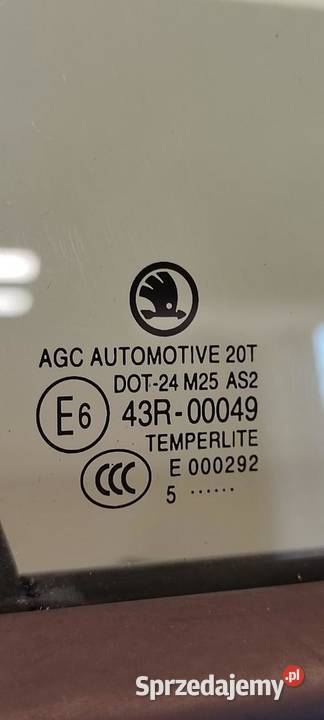 AGC AUTOMOTIVE 20T
DOT-24 M25 AS2
E6 43R-00049
TEMPERLITE
CCC E 000292
5 ······
Sprzedajemy.pl